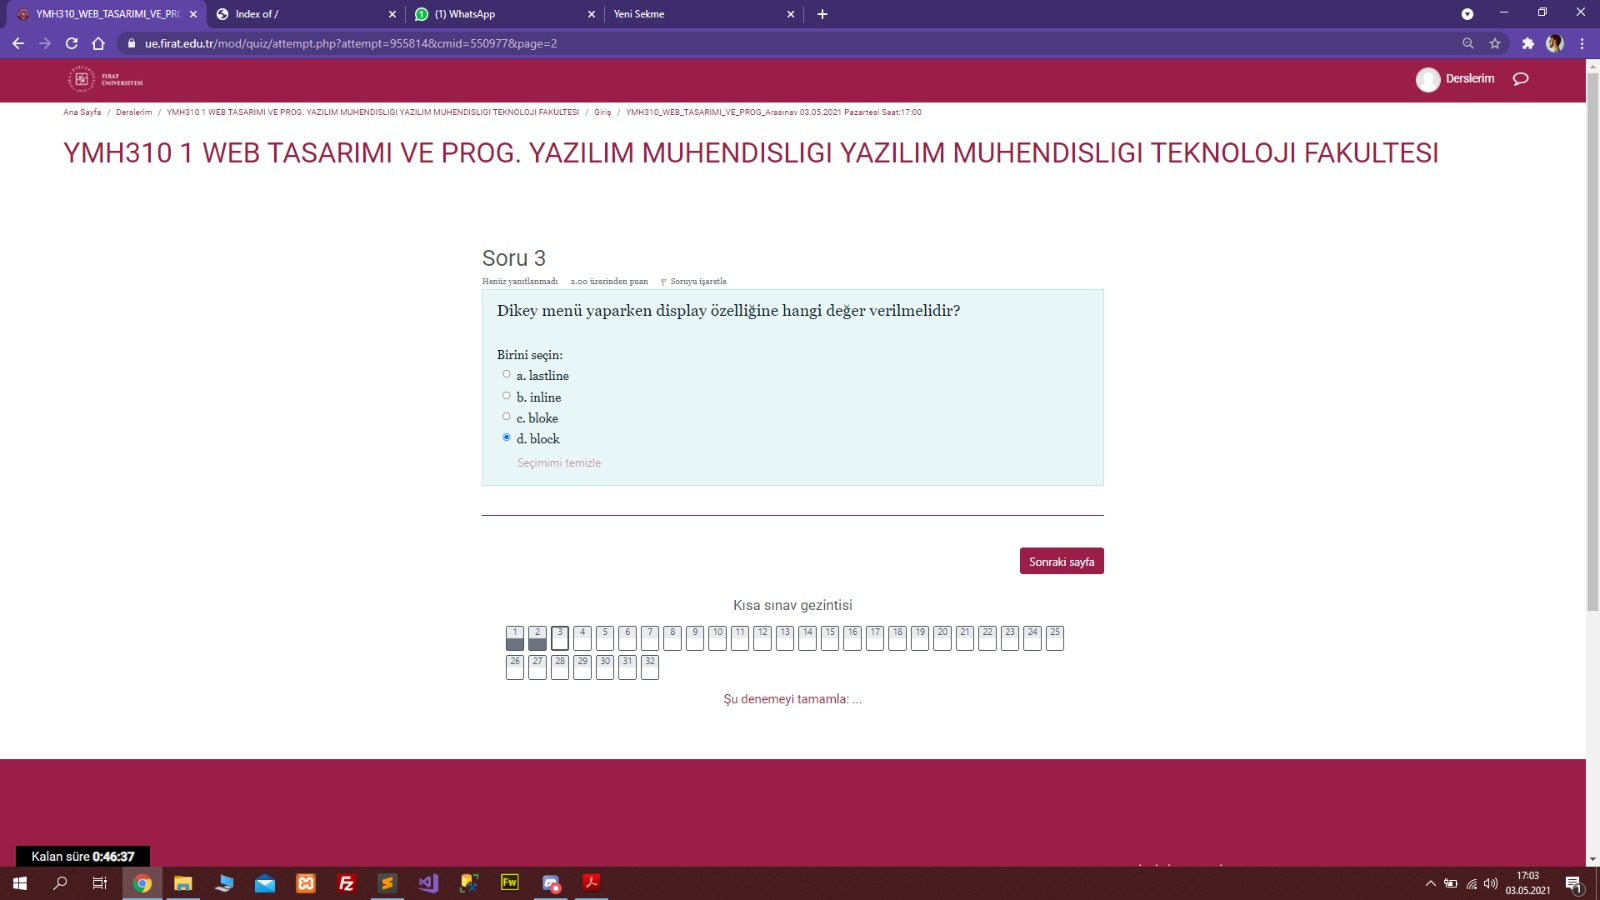 YMH310_WEB_TASARIMI_VE_PRO
Index of /
(1) WhatsApp
Yeni Sekme
ue.firat.edu.tr/mod/quiz/attempt.php?attempt=955814&cmid=550977&page=2
FIRAT
ÜNİVERSİTESİ
Derslerim
Ana Sayfa / Derslerim / YMH310 1 WEB TASARIMI VE PROG. YAZILIM MUHENDISLIGI YAZILIM MUHENDISLIGI TEKNOLOJI FAKULTESI / Giriş / YMH310_WEB_TASARIMI_VE_PROG_Arasınav 03.05.2021 Pazartesi Saat:17:00
YMH310 1 WEB TASARIMI VE PROG. YAZILIM MUHENDISLIGI YAZILIM MUHENDISLIGI TEKNOLOJI FAKULTESI
Soru 3
Henüz yanıtlanmadı 2.00 üzerinden puan Soruyu işaretle
Dikey menü yaparken display özelliğine hangi değer verilmelidir?
Birini seçin:
a. lastline
b. inline
c. bloke
d. block
Seçimimi temizle
Sonraki sayfa
Kısa sınav gezintisi
1 2 3 4 5 6 7 8 9 10 11 12 13 14 15 16 17 18 19 20 21 22 23 24 25
26 27 28 29 30 31 32
Şu denemeyi tamamla: ...
Kalan süre 0:46:37
Fz
Fw
17:03
03.05.2021
1